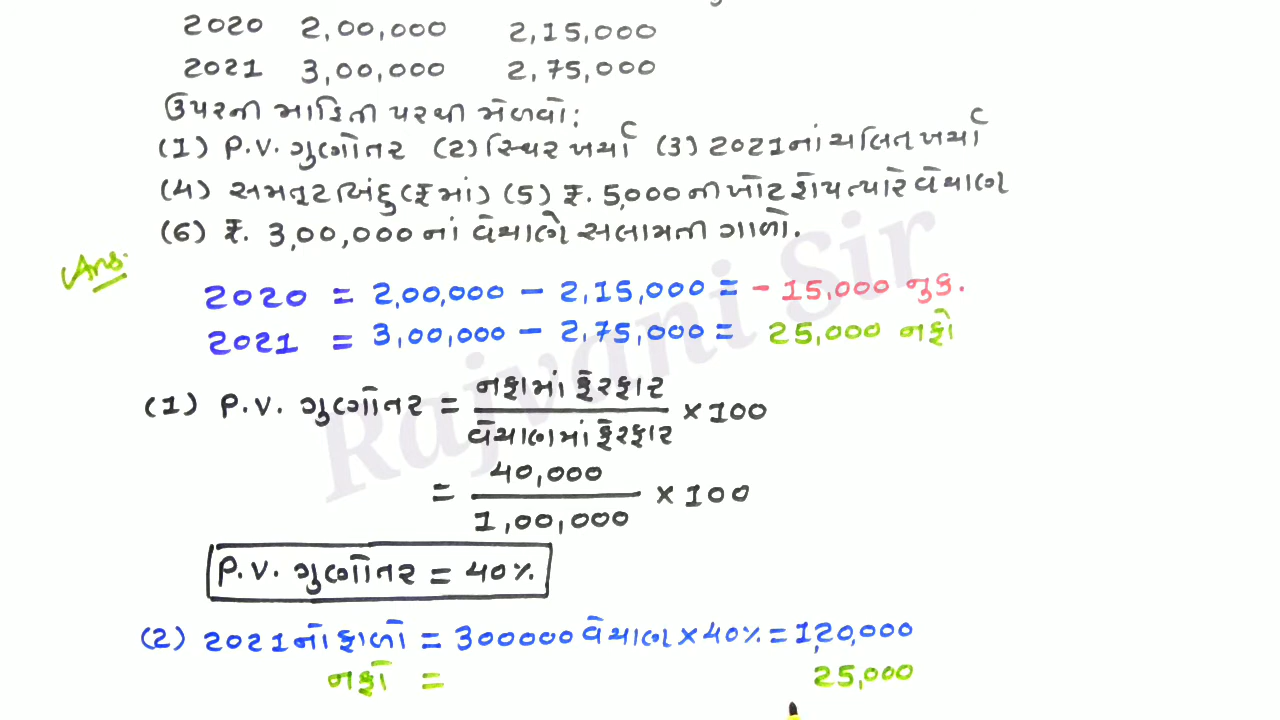 2020 2,00,000 2,15,000
2021 3,00,000 2,75,000
ઉપરની માહિતી પરથી મેળવો:
(1) P.V. ગુણોત્તર (2) સ્થિર ખર્ચા (3) 2021નાં ચલિત ખર્ચા
(4) સમતૂટ બિંદુ (₹માં) (5) ₹. 5,000 ની ખોટ હોય ત્યારે વેચાણ
(6) ₹. 3,00,000 નાં વેચાણે સલામતી ગાળો.
Ans.
2020 = 2,00,000 - 2,15,000 = - 15,000 નુક.
2021 = 3,00,000 - 2,75,000 = 25,000 નફો
(1) P.V. ગુણોતર = નફામાં ફેરફાર / વેચાણમાં ફેરફાર × 100
= 40,000 / 1,00,000 × 100
P.V. ગુણોતર = 40%.
(2) 2021નો ફાળો = 300000 વેચાણ × 40% = 1,20,000
નફો = 25,000
Rajvani Sir